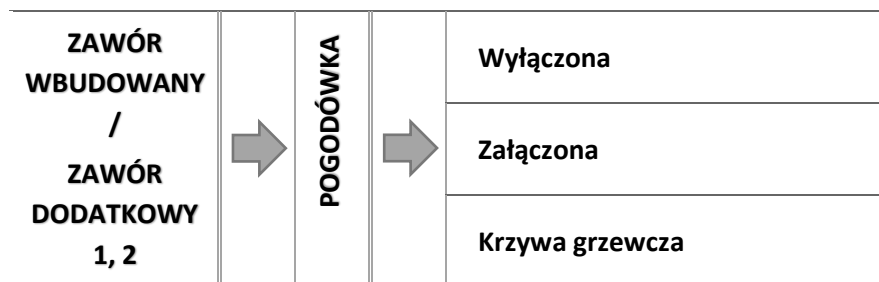 ZAWÓR
WBUDOWANY
/
ZAWÓR
DODATKOWY
1, 2
POGODÓWKA
Wyłączona
Załączona
Krzywa grzewcza